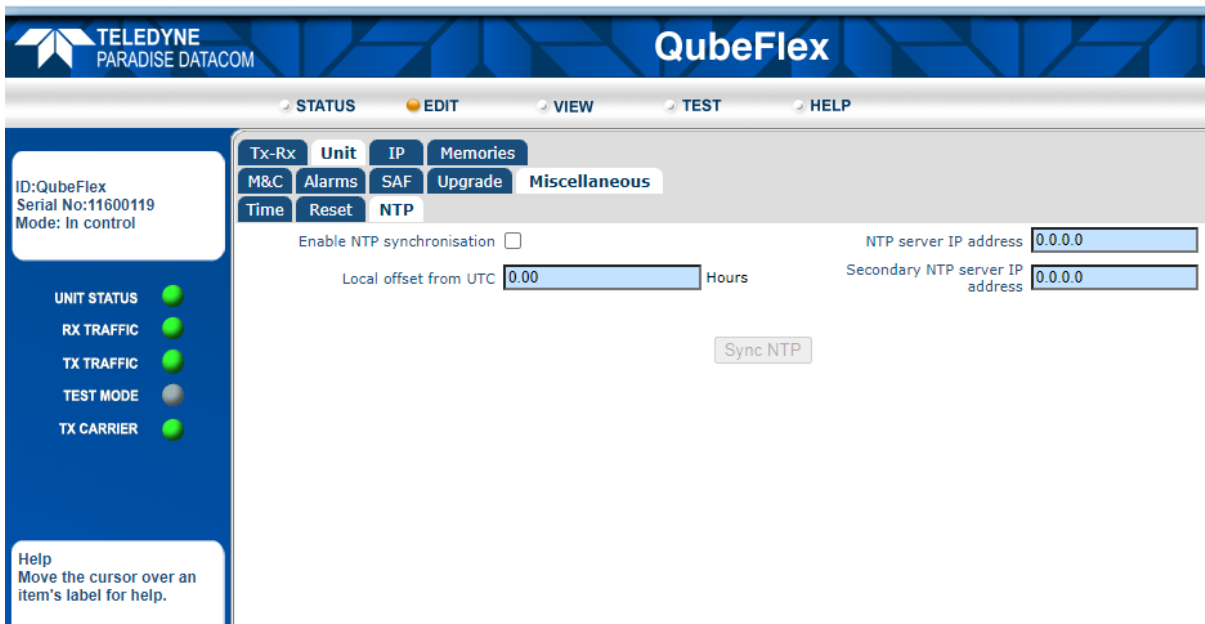 TELEDYNE
PARADISE DATACOM
QubeFlex
STATUS EDIT VIEW TEST HELP
ID:QubeFlex
Serial No:11600119
Mode: In control
UNIT STATUS
RX TRAFFIC
TX TRAFFIC
TEST MODE
TX CARRIER
Help
Move the cursor over an
item's label for help.
Tx-Rx Unit IP Memories
M&C Alarms SAF Upgrade Miscellaneous
Time Reset NTP
Enable NTP synchronisation
NTP server IP address 0.0.0.0
Local offset from UTC 0.00 Hours
Secondary NTP server IP
address 0.0.0.0
Sync NTP